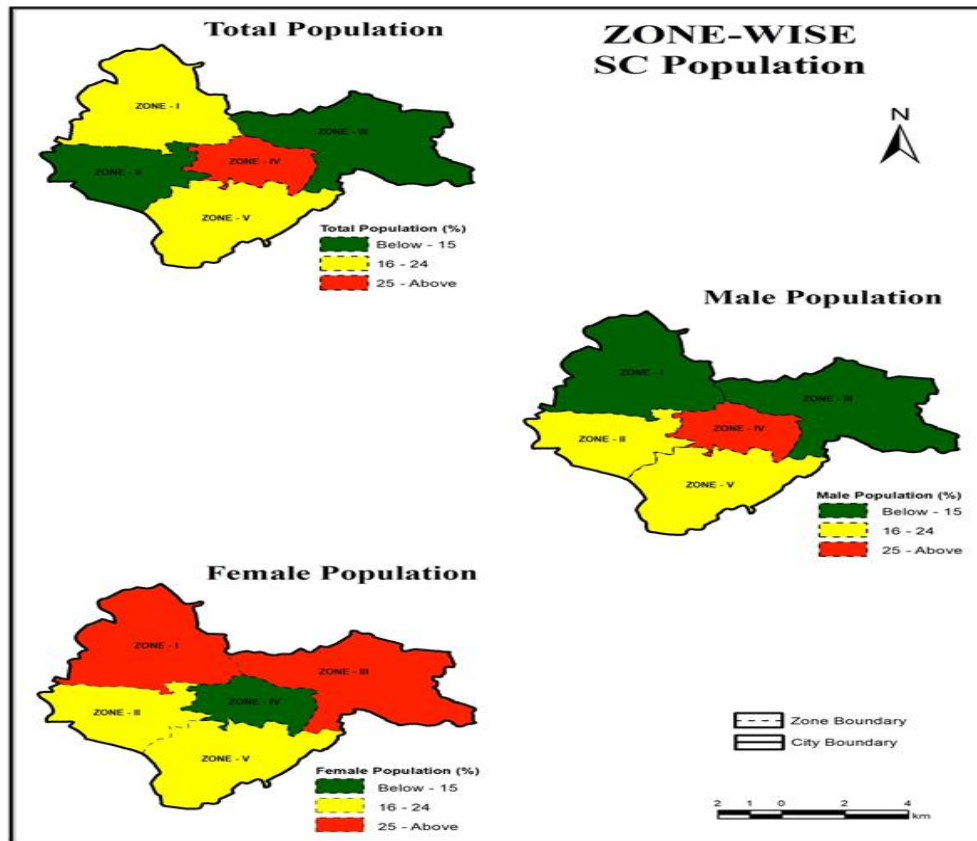 Total Population
ZONE-WISE
SC Population
N
ZONE - I
ZONE - III
ZONE - IV
ZONE - II
ZONE - V
Total Population (%)
Below - 15
16 - 24
25 - Above
Male Population
ZONE - I
ZONE - III
ZONE - IV
ZONE - II
ZONE - V
Male Population (%)
Below - 15
16 - 24
25 - Above
Female Population
ZONE - I
ZONE - III
ZONE - IV
ZONE - II
ZONE - V
Female Population (%)
Below - 15
16 - 24
25 - Above
Zone Boundary
City Boundary
2 1 0 2 4
km